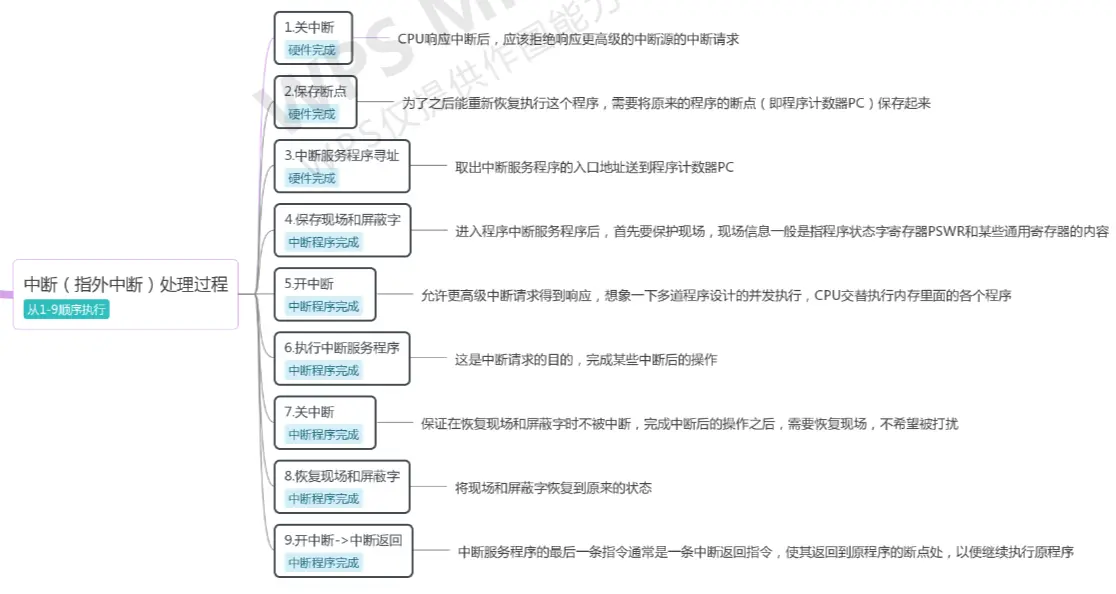 中断（指外中断）处理过程
从1-9顺序执行
1.关中断
硬件完成
CPU响应中断后，应该拒绝响应更高级的中断源的中断请求
2.保存断点
硬件完成
为了之后能重新恢复执行这个程序，需要将原来的程序的断点（即程序计数器PC）保存起来
3.中断服务程序寻址
硬件完成
取出中断服务程序的入口地址送到程序计数器PC
4.保存现场和屏蔽字
中断程序完成
进入程序中断服务程序后，首先要保护现场，现场信息一般是指程序状态字寄存器PSWR和某些通用寄存器的内容
5.开中断
中断程序完成
允许更高级中断请求得到响应，想象一下多道程序设计的并发执行，CPU交替执行内存里面的各个程序
6.执行中断服务程序
中断程序完成
这是中断请求的目的，完成某些中断后的操作
7.关中断
中断程序完成
保证在恢复现场和屏蔽字时不被中断，完成中断后的操作之后，需要恢复现场，不希望被打扰
8.恢复现场和屏蔽字
中断程序完成
将现场和屏蔽字恢复到原来的状态
9.开中断->中断返回
中断程序完成
中断服务程序的最后一条指令通常是一条中断返回指令，使其返回到原程序的断点处，以便继续执行原程序
WPS
WPS仅提供作图能力